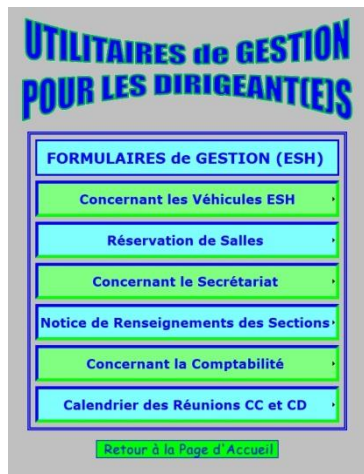 UTILITAIRES de GESTION
POUR LES DIRIGEANT(E)S
FORMULAIRES de GESTION (ESH)
Concernant les Véhicules ESH
Réservation de Salles
Concernant le Secrétariat
Notice de Renseignements des Sections
Concernant la Comptabilité
Calendrier des Réunions CC et CD
Retour à la Page d'Accueil